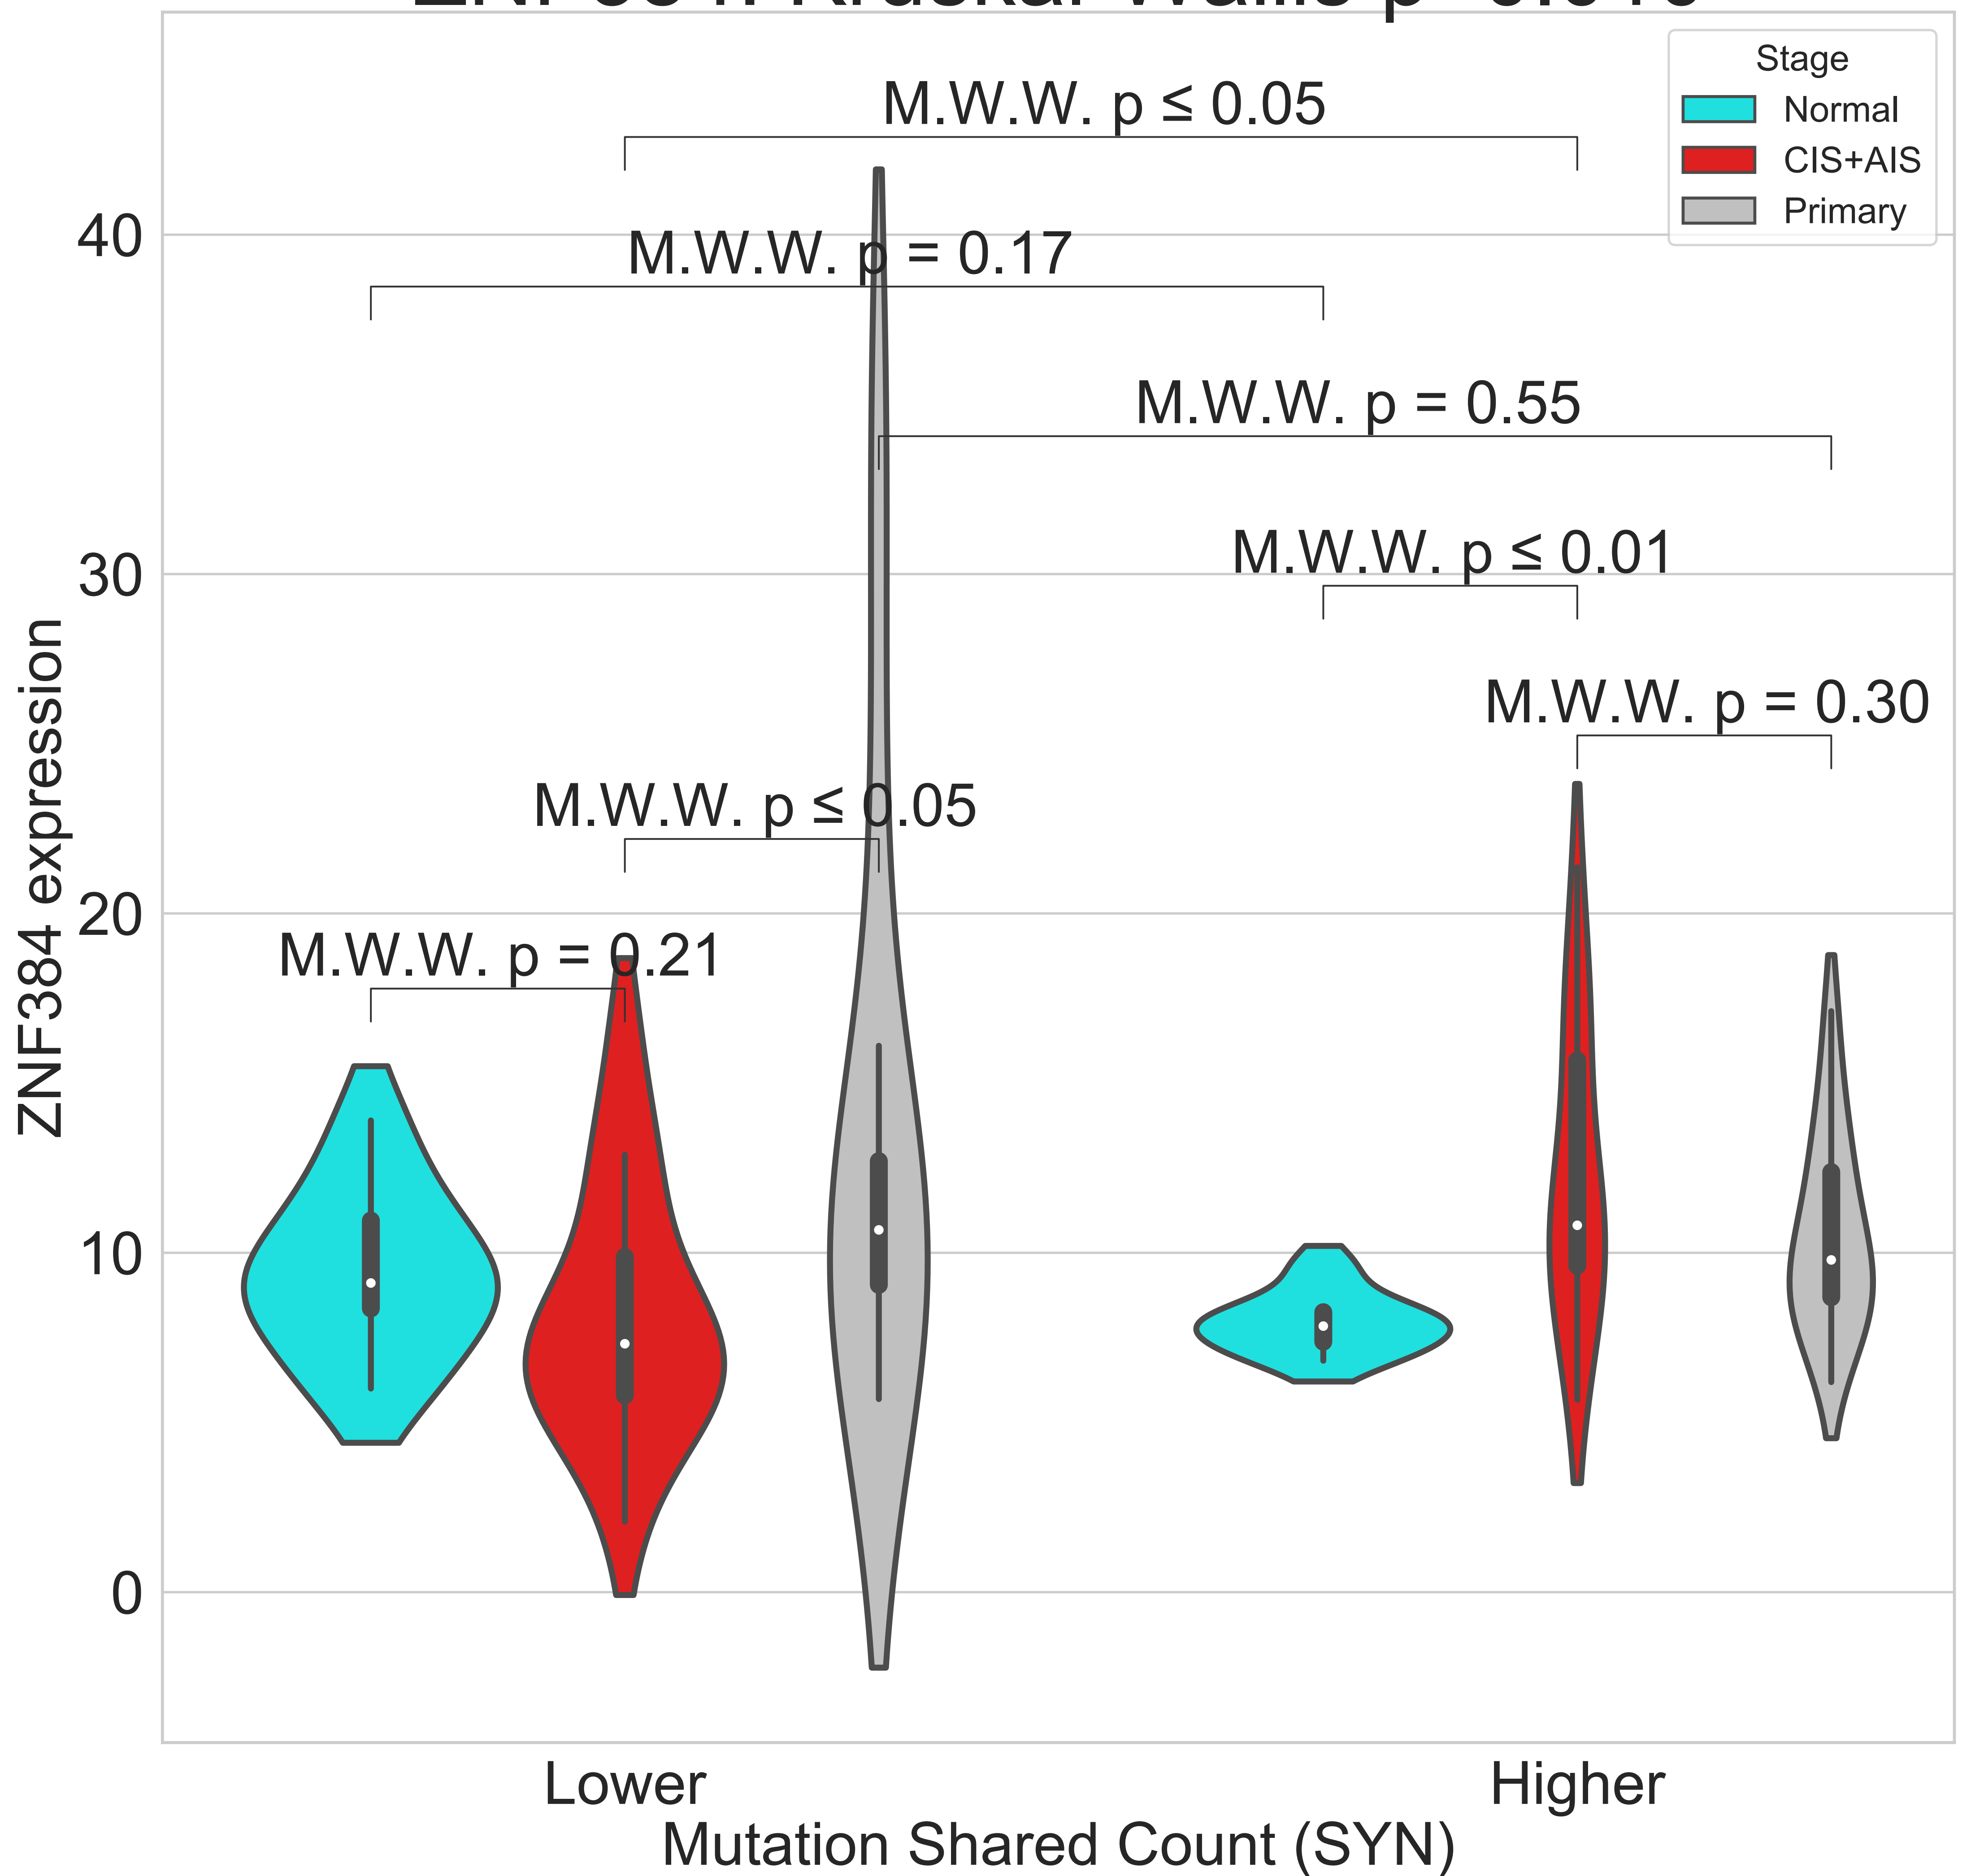 Stage
Normal
CIS+AIS
Primary
M.W.W. p ≤ 0.05
M.W.W. p = 0.17
M.W.W. p = 0.55
M.W.W. p ≤ 0.01
M.W.W. p = 0.30
M.W.W. p ≤ 0.05
M.W.W. p = 0.21
40
30
20
10
0
ZNF384 expression
Lower
Higher
Mutation Shared Count (SYN)